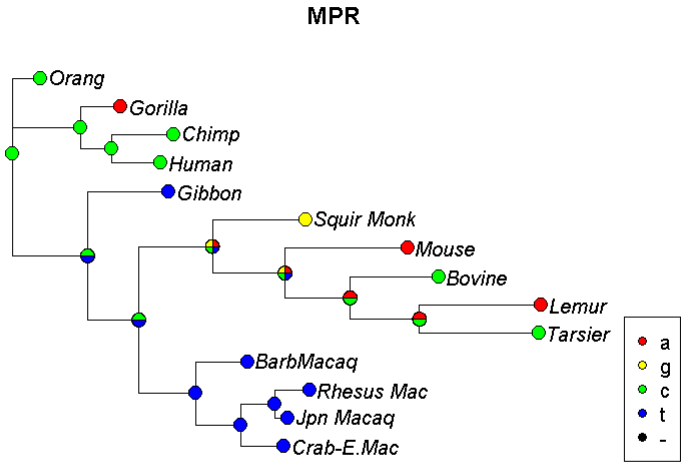 MPR
Orang
Gorilla
Chimp
Human
Gibbon
Squir Monk
Mouse
Bovine
Lemur
Tarsier
BarbMacaq
Rhesus Mac
Jpn Macaq
Crab-E.Mac
a
g
c
t
-